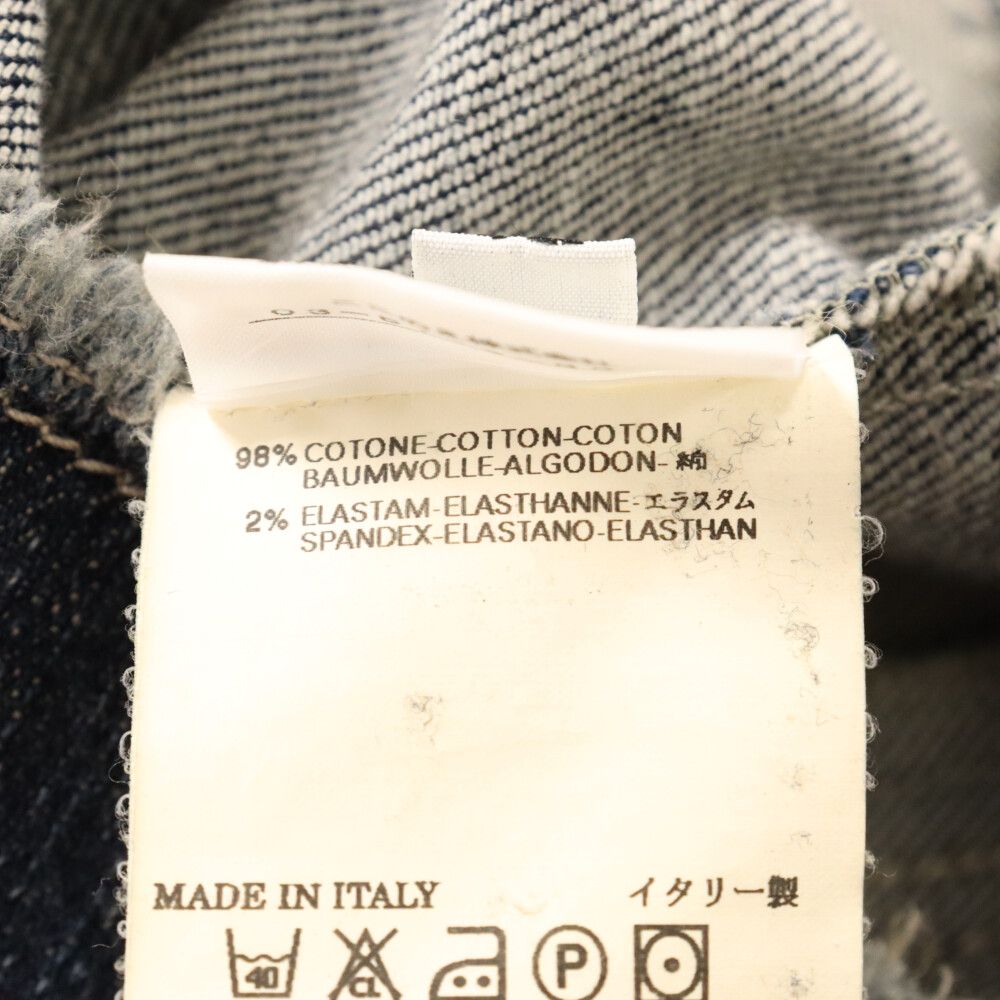 98% COTONE-COTTON-COTON
BAUMWOLLE-ALGODON-綿
2% ELASTAM-ELASTHANNE-エラスタム
SPANDEX-ELASTANO-ELASTHAN
MADE IN ITALY イタリー製
40 CL P